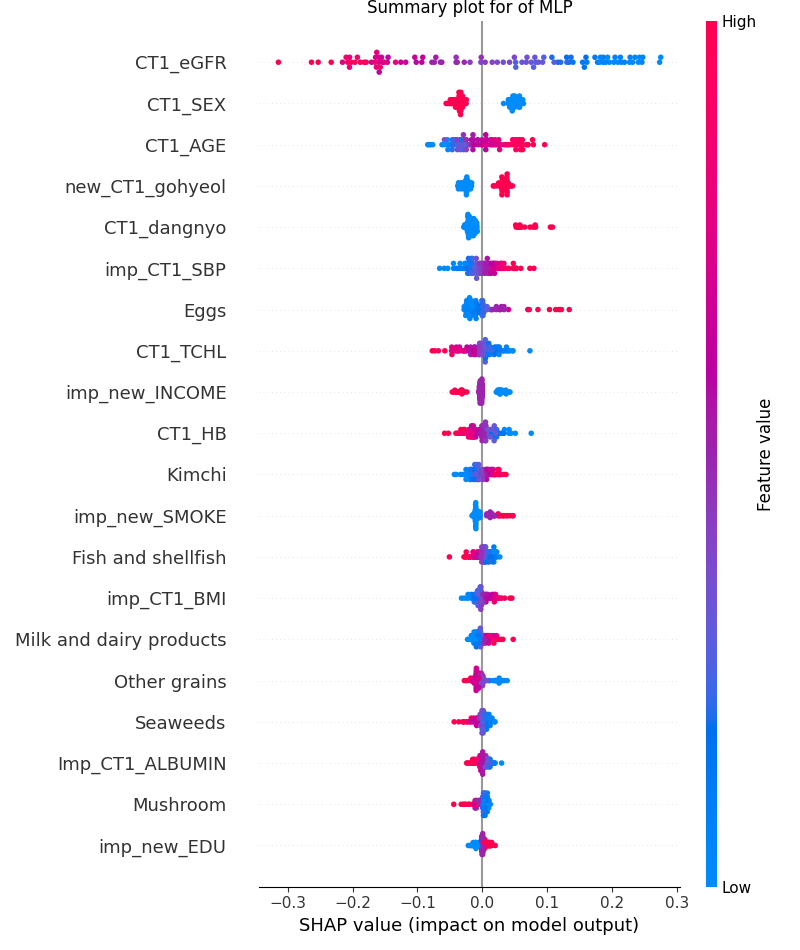 Summary plot for of MLP
High
CT1_eGFR
CT1_SEX
CT1_AGE
new_CT1_gohyeol
CT1_dangnyo
imp_CT1_SBP
Eggs
CT1_TCHL
imp_new_INCOME
CT1_HB
Kimchi
imp_new_SMOKE
Fish and shellfish
imp_CT1_BMI
Milk and dairy products
Other grains
Seaweeds
Imp_CT1_ALBUMIN
Mushroom
imp_new_EDU
Feature value
Low
−0.3 −0.2 −0.1 0.0 0.1 0.2 0.3
SHAP value (impact on model output)